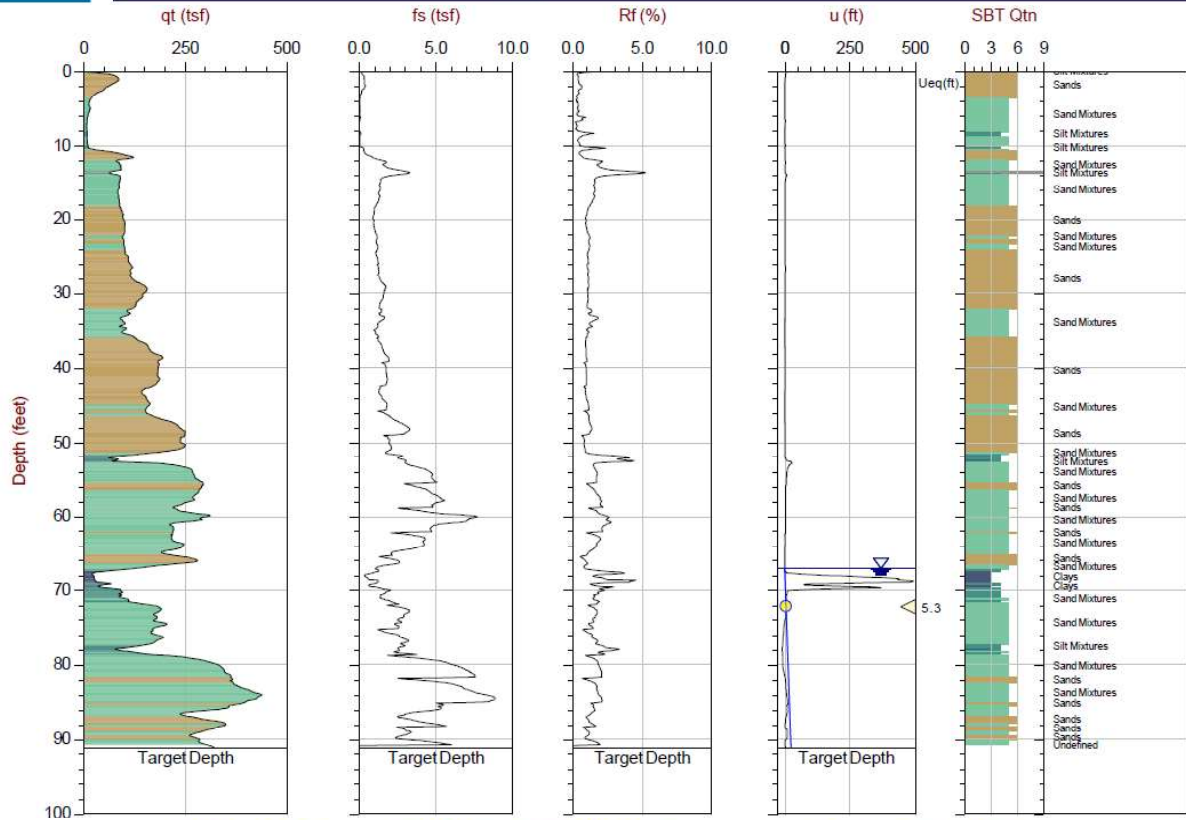 qt (tsf) fs (tsf) Rf (%) u (ft) SBT Qtn
0 250 500 0.0 5.0 10.0 0.0 5.0 10.0 0 250 500 0 3 6 9
0
Silt Mixtures
Ueq(ft)
Sands
Sand Mixtures
Silt Mixtures
10
Silt Mixtures
Sand Mixtures
Silt Mixtures
Sand Mixtures
20
Sands
Sand Mixtures
Sand Mixtures
Sands
30
Sand Mixtures
40
Sands
Sand Mixtures
Depth (feet)
Sands
50
Sand Mixtures
Silt Mixtures
Sand Mixtures
Sands
Sand Mixtures
Sands
60
Sand Mixtures
Sands
Sand Mixtures
Sands
Sand Mixtures
Clays
70
Clays
Sand Mixtures
5.3
Sand Mixtures
Silt Mixtures
80
Sand Mixtures
Sands
Sand Mixtures
Sands
Sands
Sands
90
Sands
Undefined
Target Depth Target Depth Target Depth Target Depth
100